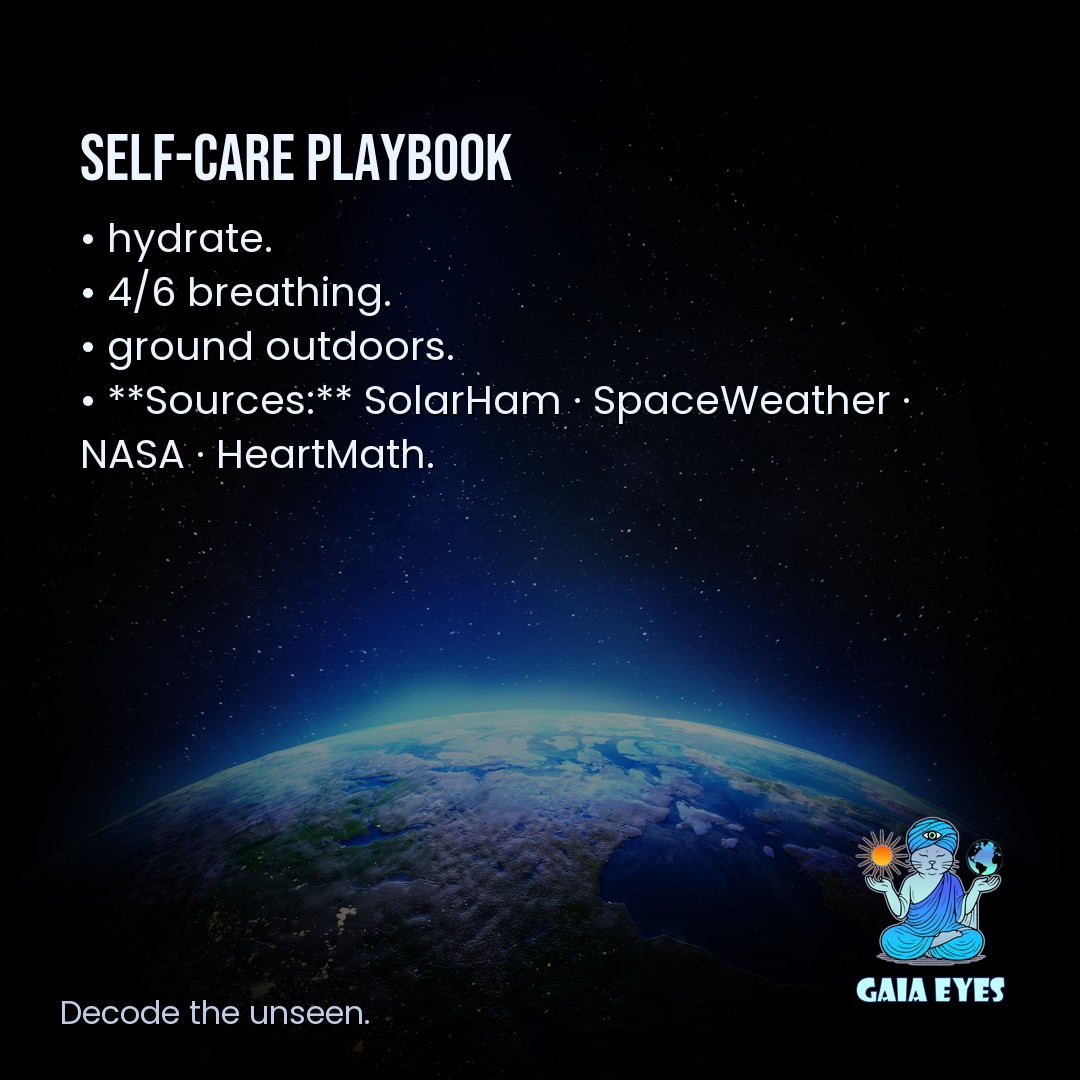 SELF-CARE PLAYBOOK
• hydrate.
• 4/6 breathing.
• ground outdoors.
• **Sources:** SolarHam · SpaceWeather ·
NASA · HeartMath.
GAIA EYES
Decode the unseen.